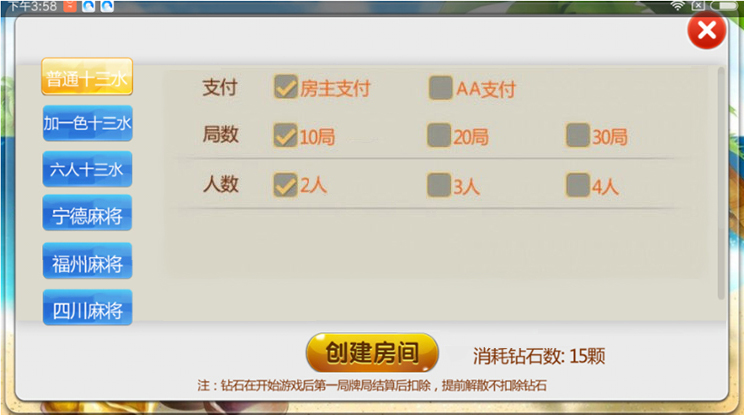 下午3:58
普通十三水
加一色十三水
六人十三水
宁德麻将
福州麻将
四川麻将
支付 房主支付 AA支付
局数 10局 20局 30局
人数 2人 3人 4人
创建房间 消耗钻石数: 15颗
注：钻石在开始游戏后第一局牌局结算后扣除，提前解散不扣除钻石